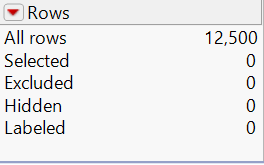 Rows
All rows 12,500
Selected 0
Excluded 0
Hidden 0
Labeled 0